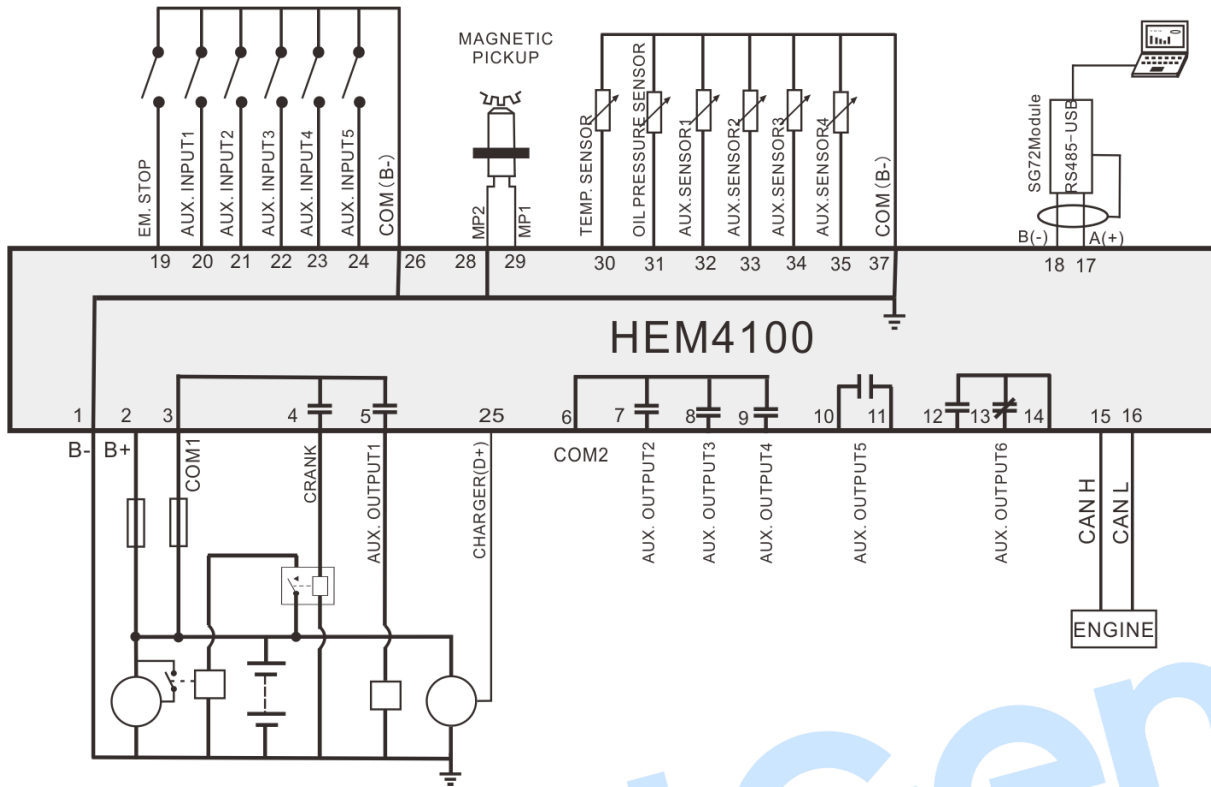 MAGNETIC
PICKUP
EM. STOP
AUX. INPUT1
AUX. INPUT2
AUX. INPUT3
AUX. INPUT4
AUX. INPUT5
COM (B-)
MP2
MP1
TEMP. SENSOR
OIL PRESSURE SENSOR
AUX.SENSOR1
AUX.SENSOR2
AUX.SENSOR3
AUX.SENSOR4
COM (B-)
SG72Module
RS485-USB
B(-) A(+)
19 20 21 22 23 24 26 28 29 30 31 32 33 34 35 37 18 17
HEM4100
1 2 3 4 5 25 6 7 8 9 10 11 12 13 14 15 16
B- B+
COM1
CRANK
AUX. OUTPUT1
CHARGER(D+)
COM2
AUX. OUTPUT2
AUX. OUTPUT3
AUX. OUTPUT4
AUX. OUTPUT5
AUX. OUTPUT6
CAN H
CAN L
ENGINE